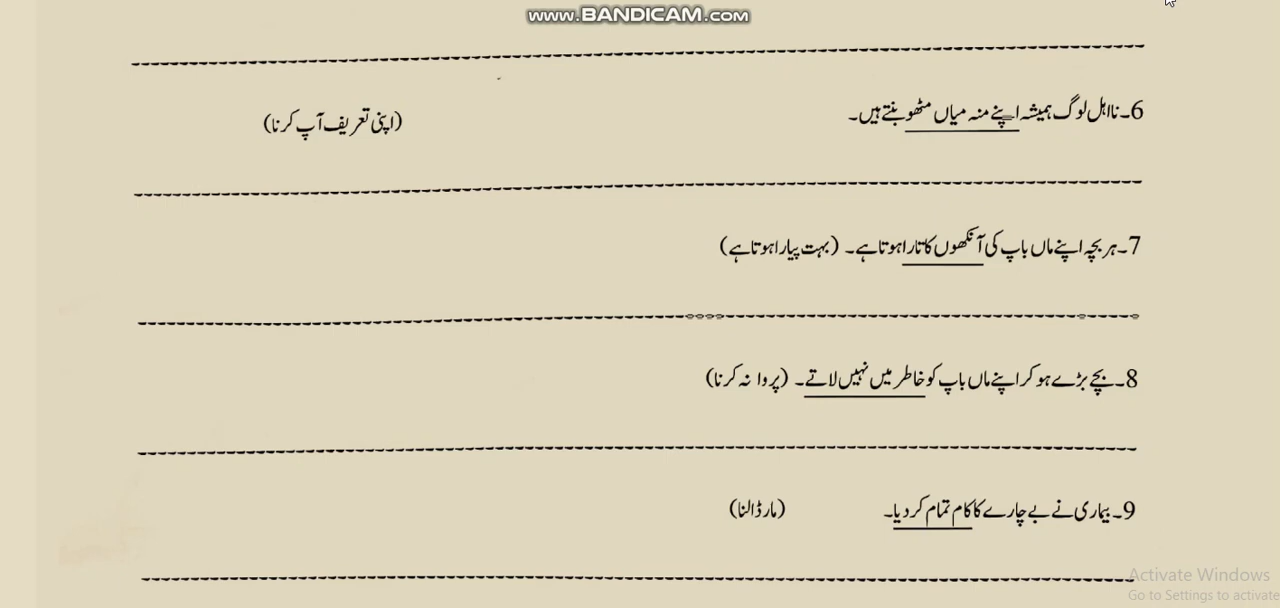 www.BANDICAM.com
6۔ نااہل لوگ ہمیشہ اپنے منہ میاں مٹھو بنتے ہیں۔ (اپنی تعریف آپ کرنا)
7۔ ہر بچہ اپنے ماں باپ کی آنکھوں کا تارا ہوتا ہے۔ (بہت پیارا ہوتا ہے)
8۔ بچے بڑے ہو کر اپنے ماں باپ کو خاطر میں نہیں لاتے۔ (پروا نہ کرنا)
9۔ بیماری نے بے چارے کا کام تمام کر دیا۔ (مار ڈالنا)
Activate Windows
Go to Settings to activate